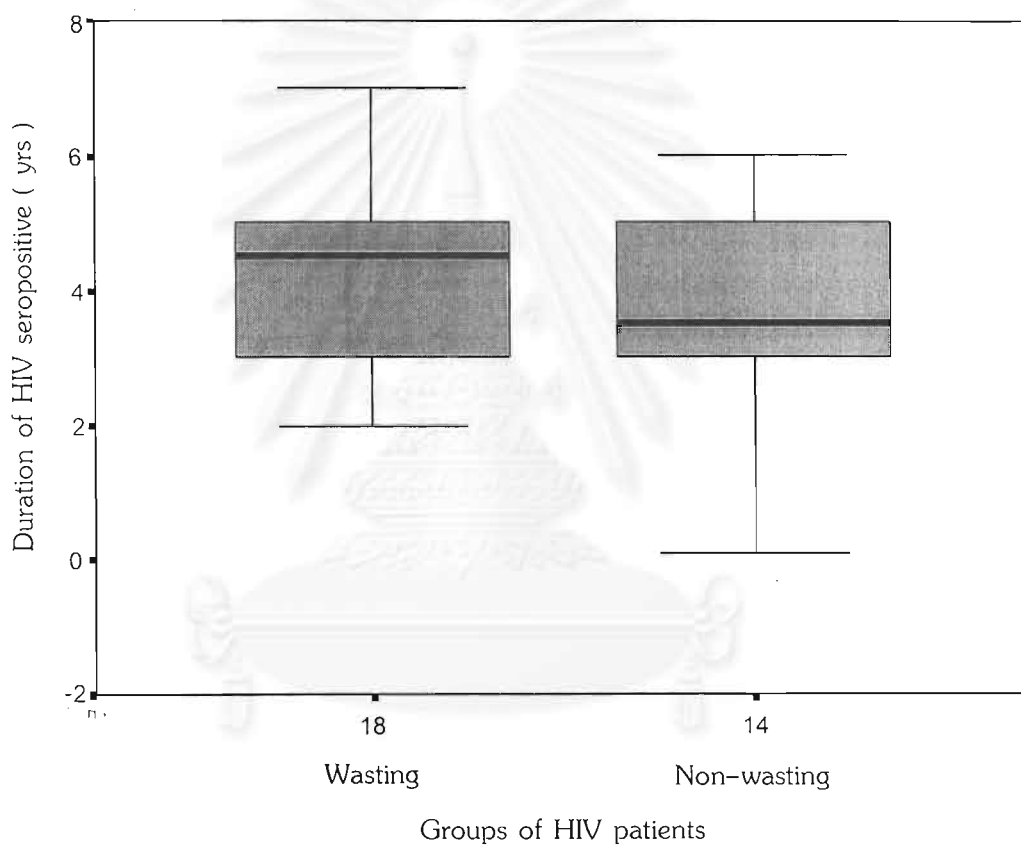 Duration of HIV seropositive ( yrs )
8
6
4
2
0
-2
18
14
Wasting
Non-wasting
Groups of HIV patients